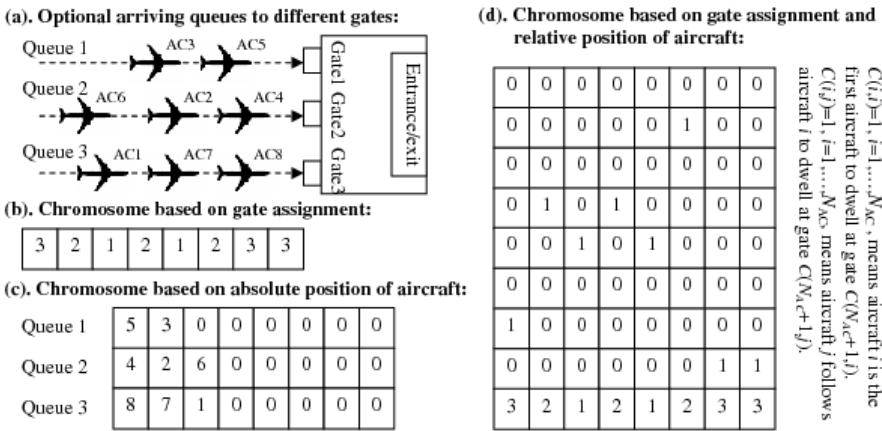 (a). Optional arriving queues to different gates:
Queue 1
AC3
AC5
Queue 2
AC6
AC2
AC4
Queue 3
AC1
AC7
AC8
Gate1 Gate2 Gate3
Entrance/exit
(b). Chromosome based on gate assignment:
3 2 1 2 1 2 3 3
(c). Chromosome based on absolute position of aircraft:
Queue 1 5 3 0 0 0 0 0 0
Queue 2 4 2 6 0 0 0 0 0
Queue 3 8 7 1 0 0 0 0 0
(d). Chromosome based on gate assignment and
relative position of aircraft:
0 0 0 0 0 0 0 0
0 0 0 0 0 1 0 0
0 0 0 0 0 0 0 0
0 1 0 1 0 0 0 0
0 0 1 0 1 0 0 0
0 0 0 0 0 0 0 0
1 0 0 0 0 0 0 0
0 0 0 0 0 0 1 1
3 2 1 2 1 2 3 3
C(i,i)=1, i=1,...,N_AC, means aircraft i is the
first aircraft to dwell at gate C(N_AC+1,i).
C(i,j)=1, i=1,...,N_AC, means aircraft j follows
aircraft i to dwell at gate C(N_AC+1,j).